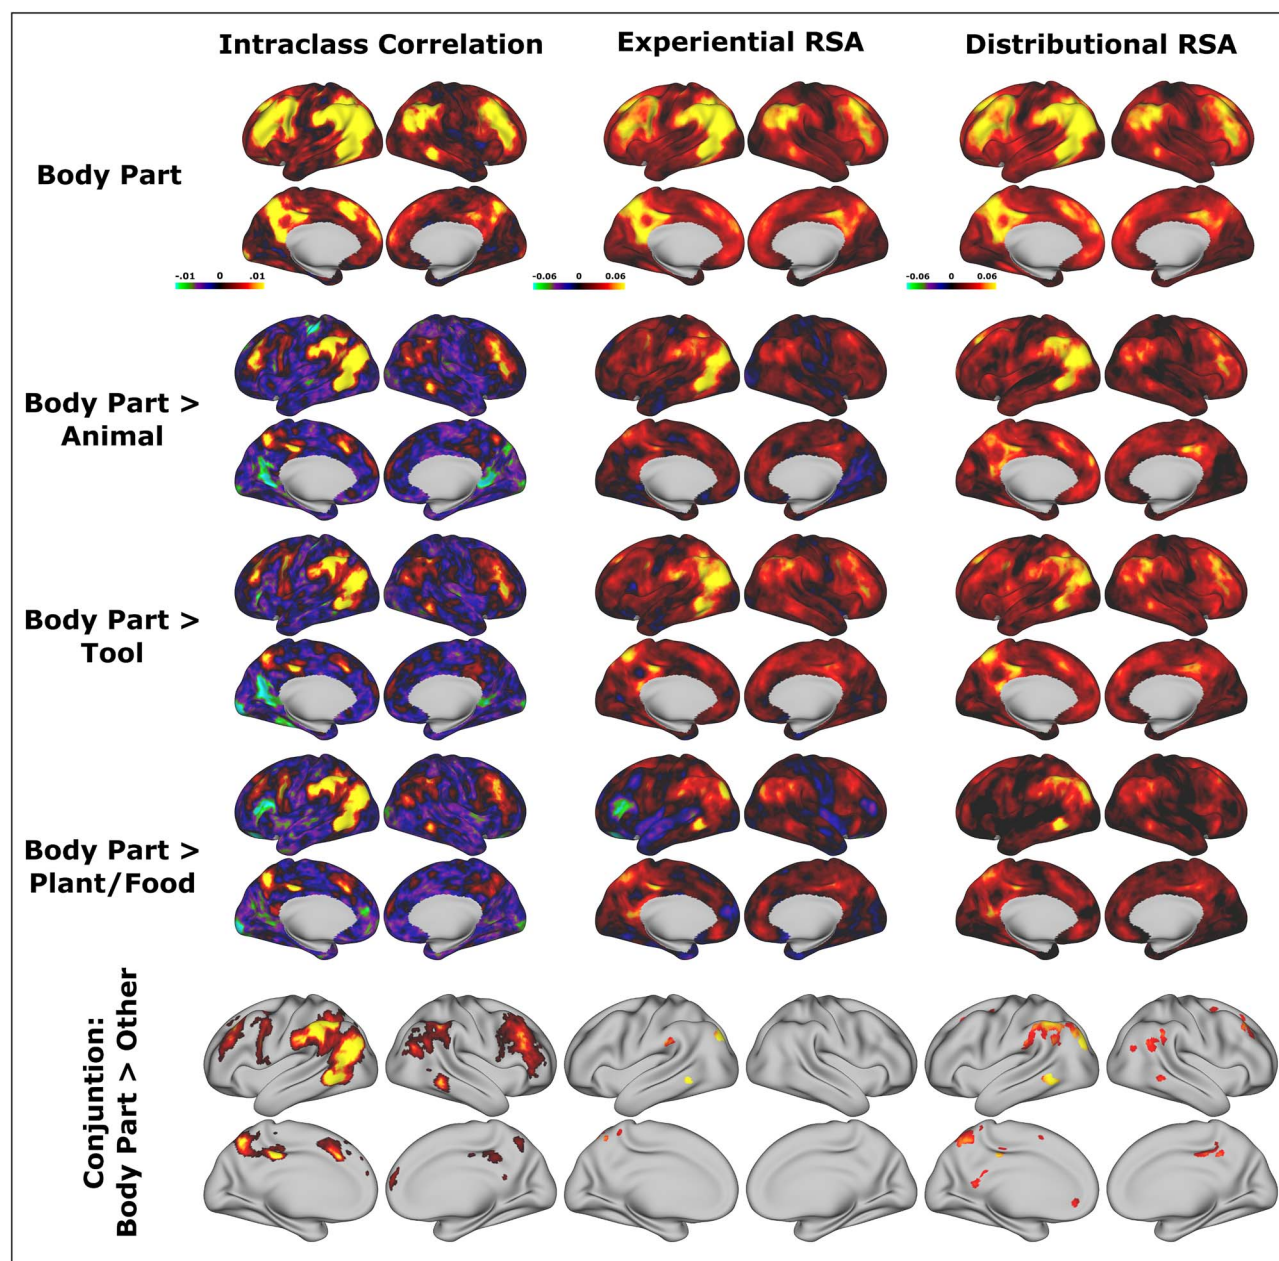 Intraclass Correlation Experiential RSA Distributional RSA
Body Part
-.01 0 .01 -0.06 0 0.06 -0.06 0 0.06
Body Part >
Animal
Body Part >
Tool
Body Part >
Plant/Food
Conjuntion:
Body Part > Other